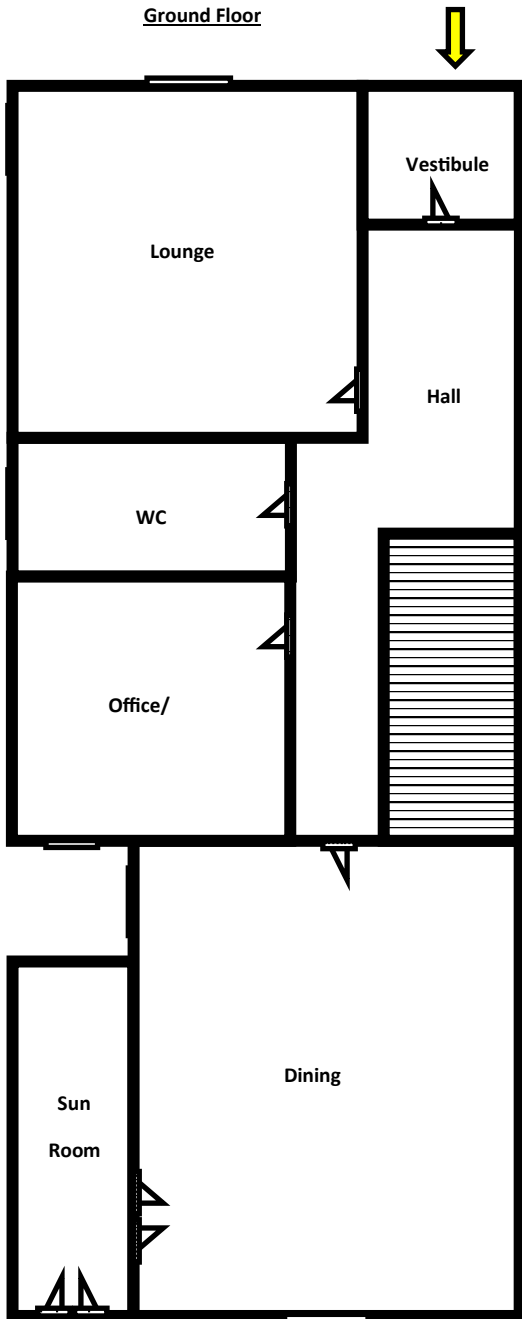 Ground Floor
Vestibule
Lounge
Hall
WC
Office/
Dining
Sun
Room